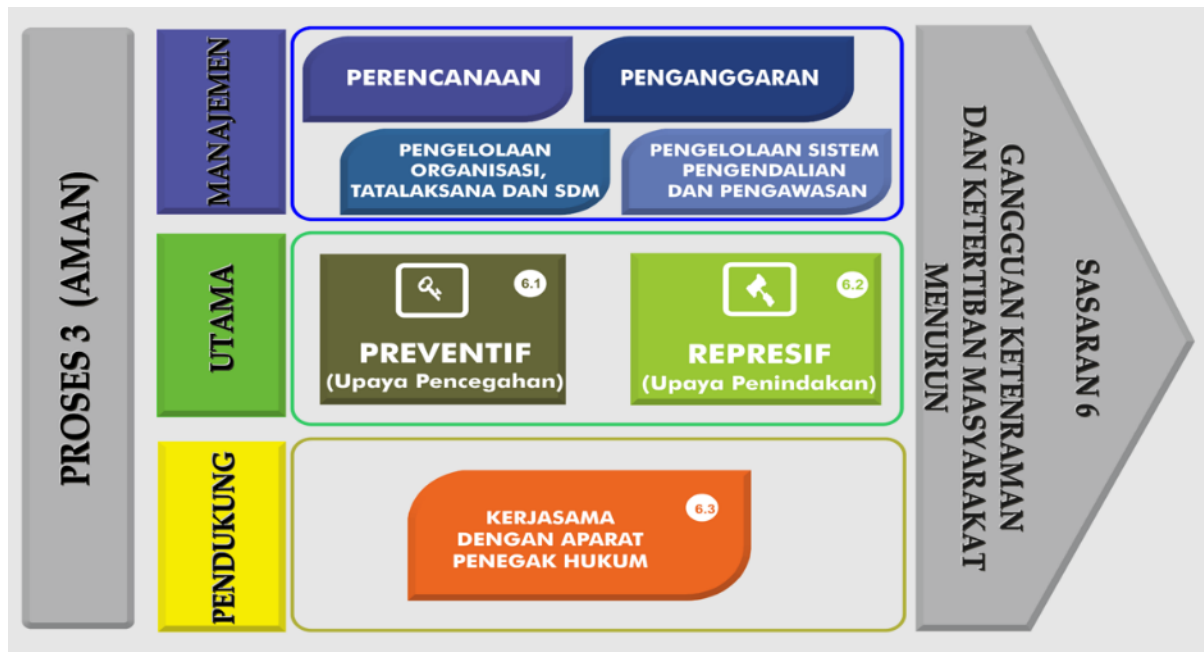 PROSES 3 (AMAN)
MANAJEMEN
PERENCANAAN
PENGANGGARAN
PENGELOLAAN
ORGANISASI,
TATALAKSANA DAN SDM
PENGELOLAAN SISTEM
PENGENDALIAN
DAN PENGAWASAN
UTAMA
6.1
PREVENTIF
(Upaya Pencegahan)
6.2
REPRESIF
(Upaya Penindakan)
PENDUKUNG
6.3
KERJASAMA
DENGAN APARAT
PENEGAK HUKUM
SASARAN 6
GANGGUAN KETENRAMAN
DAN KETERTIBAN MASYARAKAT
MENURUN